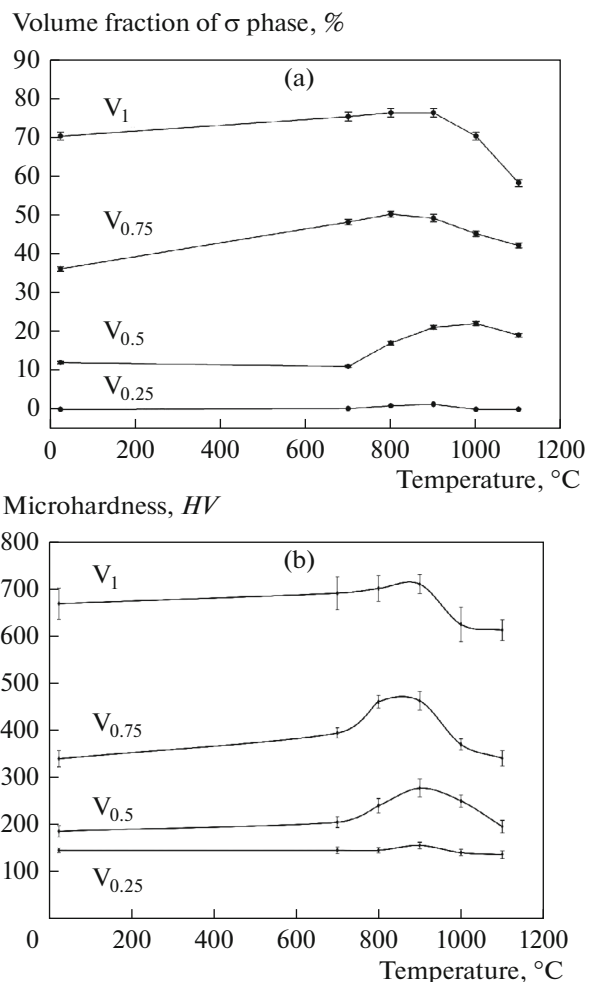 Volume fraction of σ phase, %
90
(a)
80
V₁
70
60
50
V₀.₇₅
40
30
20
V₀.₅
10
V₀.₂₅
0
0 200 400 600 800 1000 1200
Temperature, °C
Microhardness, HV
800
(b)
V₁
700
600
500
V₀.₇₅
400
300
V₀.₅
200
100
V₀.₂₅
0 200 400 600 800 1000 1200
Temperature, °C